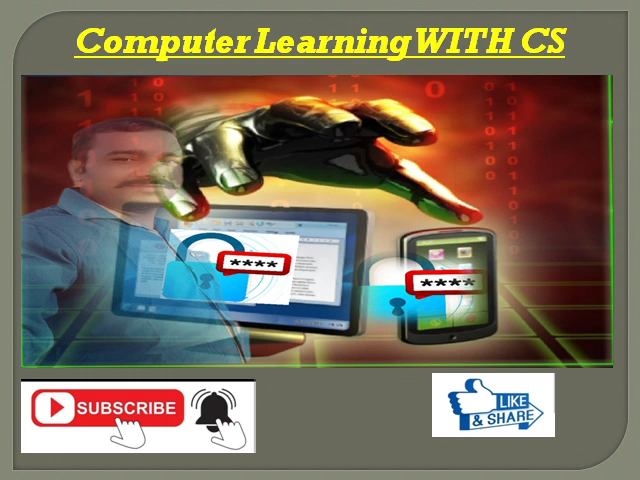 Computer Learning WITH CS
****
****
SUBSCRIBE
LIKE
& SHARE